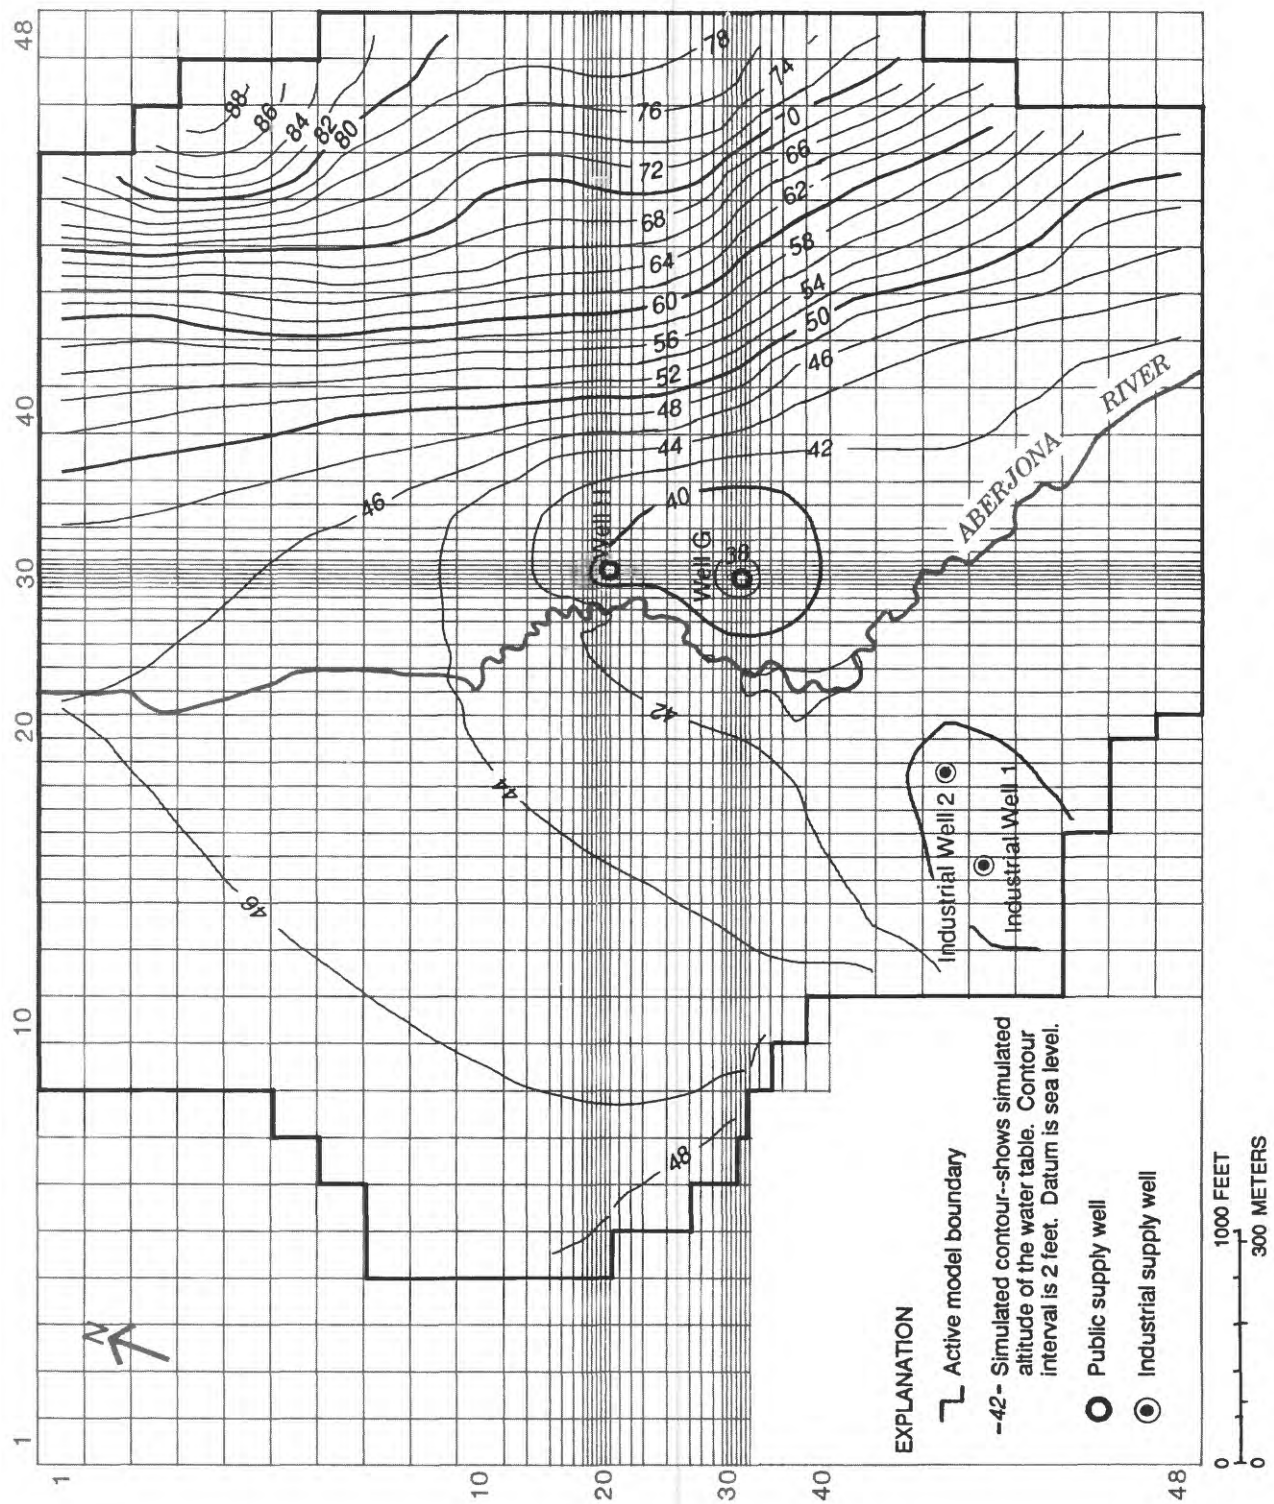 48
40
30
20
10
1
1
10
20
30
40
48
88
86
84
82
80
78
76
74
72
70
68
66
64
62
60
58
56
54
52
50
48
46
44
42
46
40
38
42
44
46
48
Well H
Well G
ABERJONA RIVER
Industrial Well 2
Industrial Well 1
N
EXPLANATION
Active model boundary
-42- Simulated contour--shows simulated
altitude of the water table. Contour
interval is 2 feet. Datum is sea level.
Public supply well
Industrial supply well
0 1000 FEET
0 300 METERS